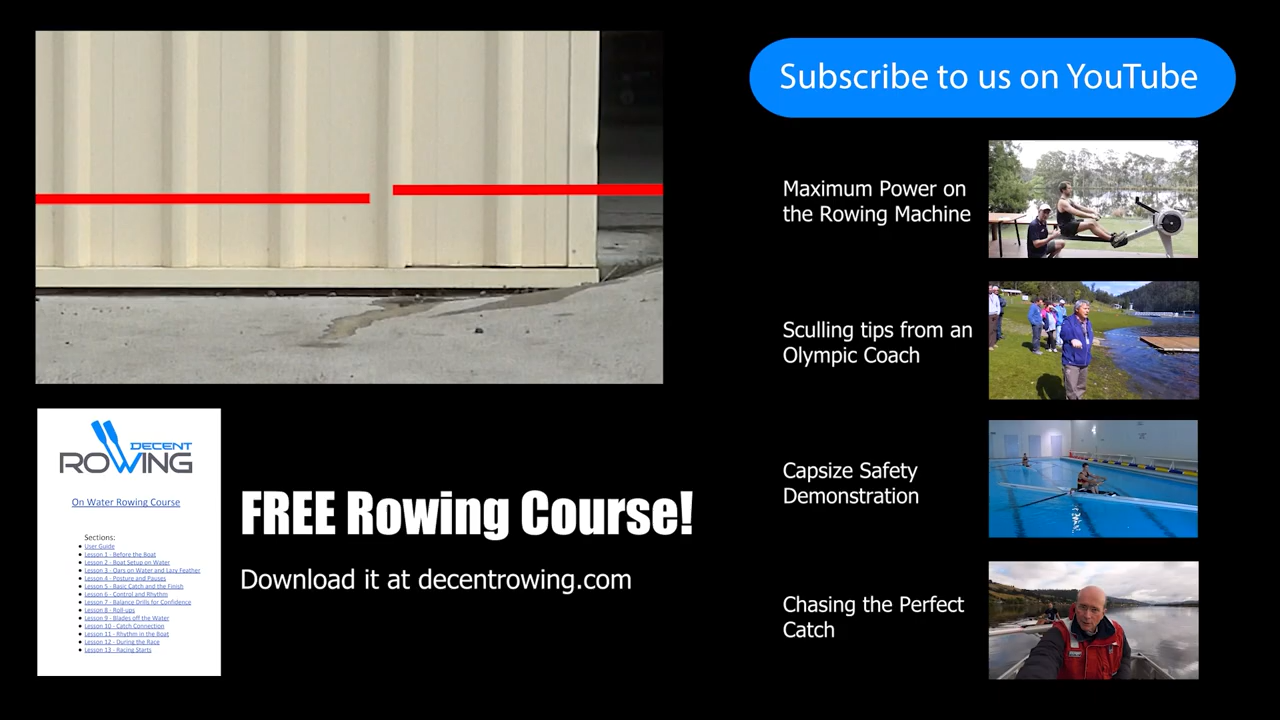 Subscribe to us on YouTube
Maximum Power on
the Rowing Machine
Sculling tips from an
Olympic Coach
Capsize Safety
Demonstration
Chasing the Perfect
Catch
DECENT
ROWING
On Water Rowing Course
Sections:
User Guide
Lesson 1 - Before the Boat
Lesson 2 - Boat Setup on Water
Lesson 3 - Oars on Water and Lazy Feather
Lesson 4 - Posture and Pauses
Lesson 5 - Basic Catch and the Finish
Lesson 6 - Control and Rhythm
Lesson 7 - Balance Drills for Confidence
Lesson 8 - Roll-ups
Lesson 9 - Blades off the Water
Lesson 10 - Catch Connection
Lesson 11 - Rhythm in the Boat
Lesson 12 - During the Race
Lesson 13 - Racing Starts
FREE Rowing Course!
Download it at decentrowing.com